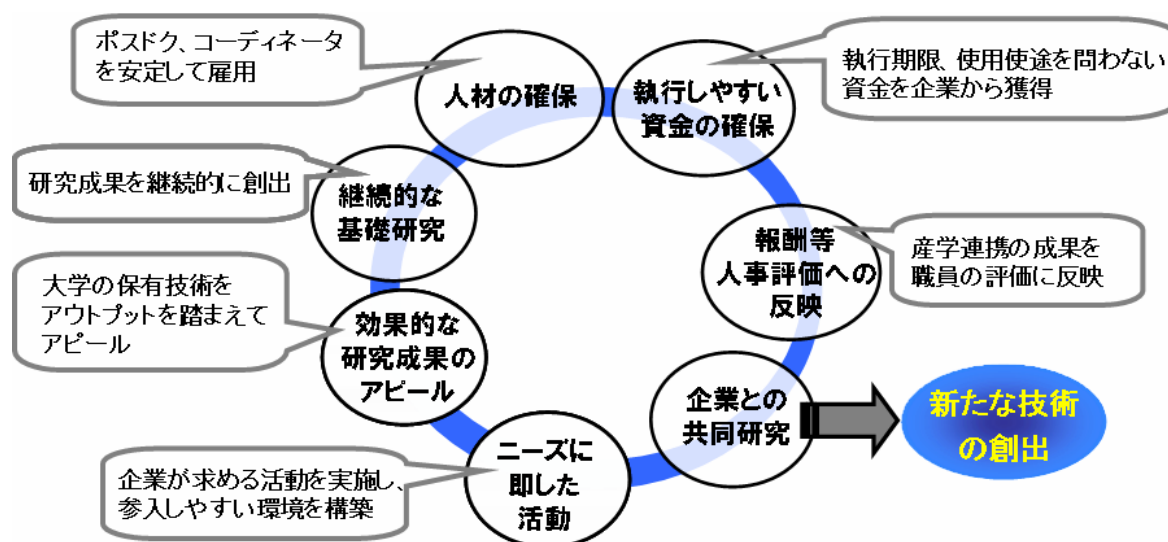 ポスドク、コーディネータ
を安定して雇用
人材の確保
執行しやすい
資金の確保
執行期限、使用使途を問わない
資金を企業から獲得
研究成果を継続的に創出
継続的な
基礎研究
報酬等
人事評価への
反映
産学連携の成果を
職員の評価に反映
大学の保有技術を
アウトプットを踏まえて
アピール
効果的な
研究成果の
アピール
企業との
共同研究
新たな技術
の創出
ニーズに
即した
活動
企業が求める活動を実施し、
参入しやすい環境を構築